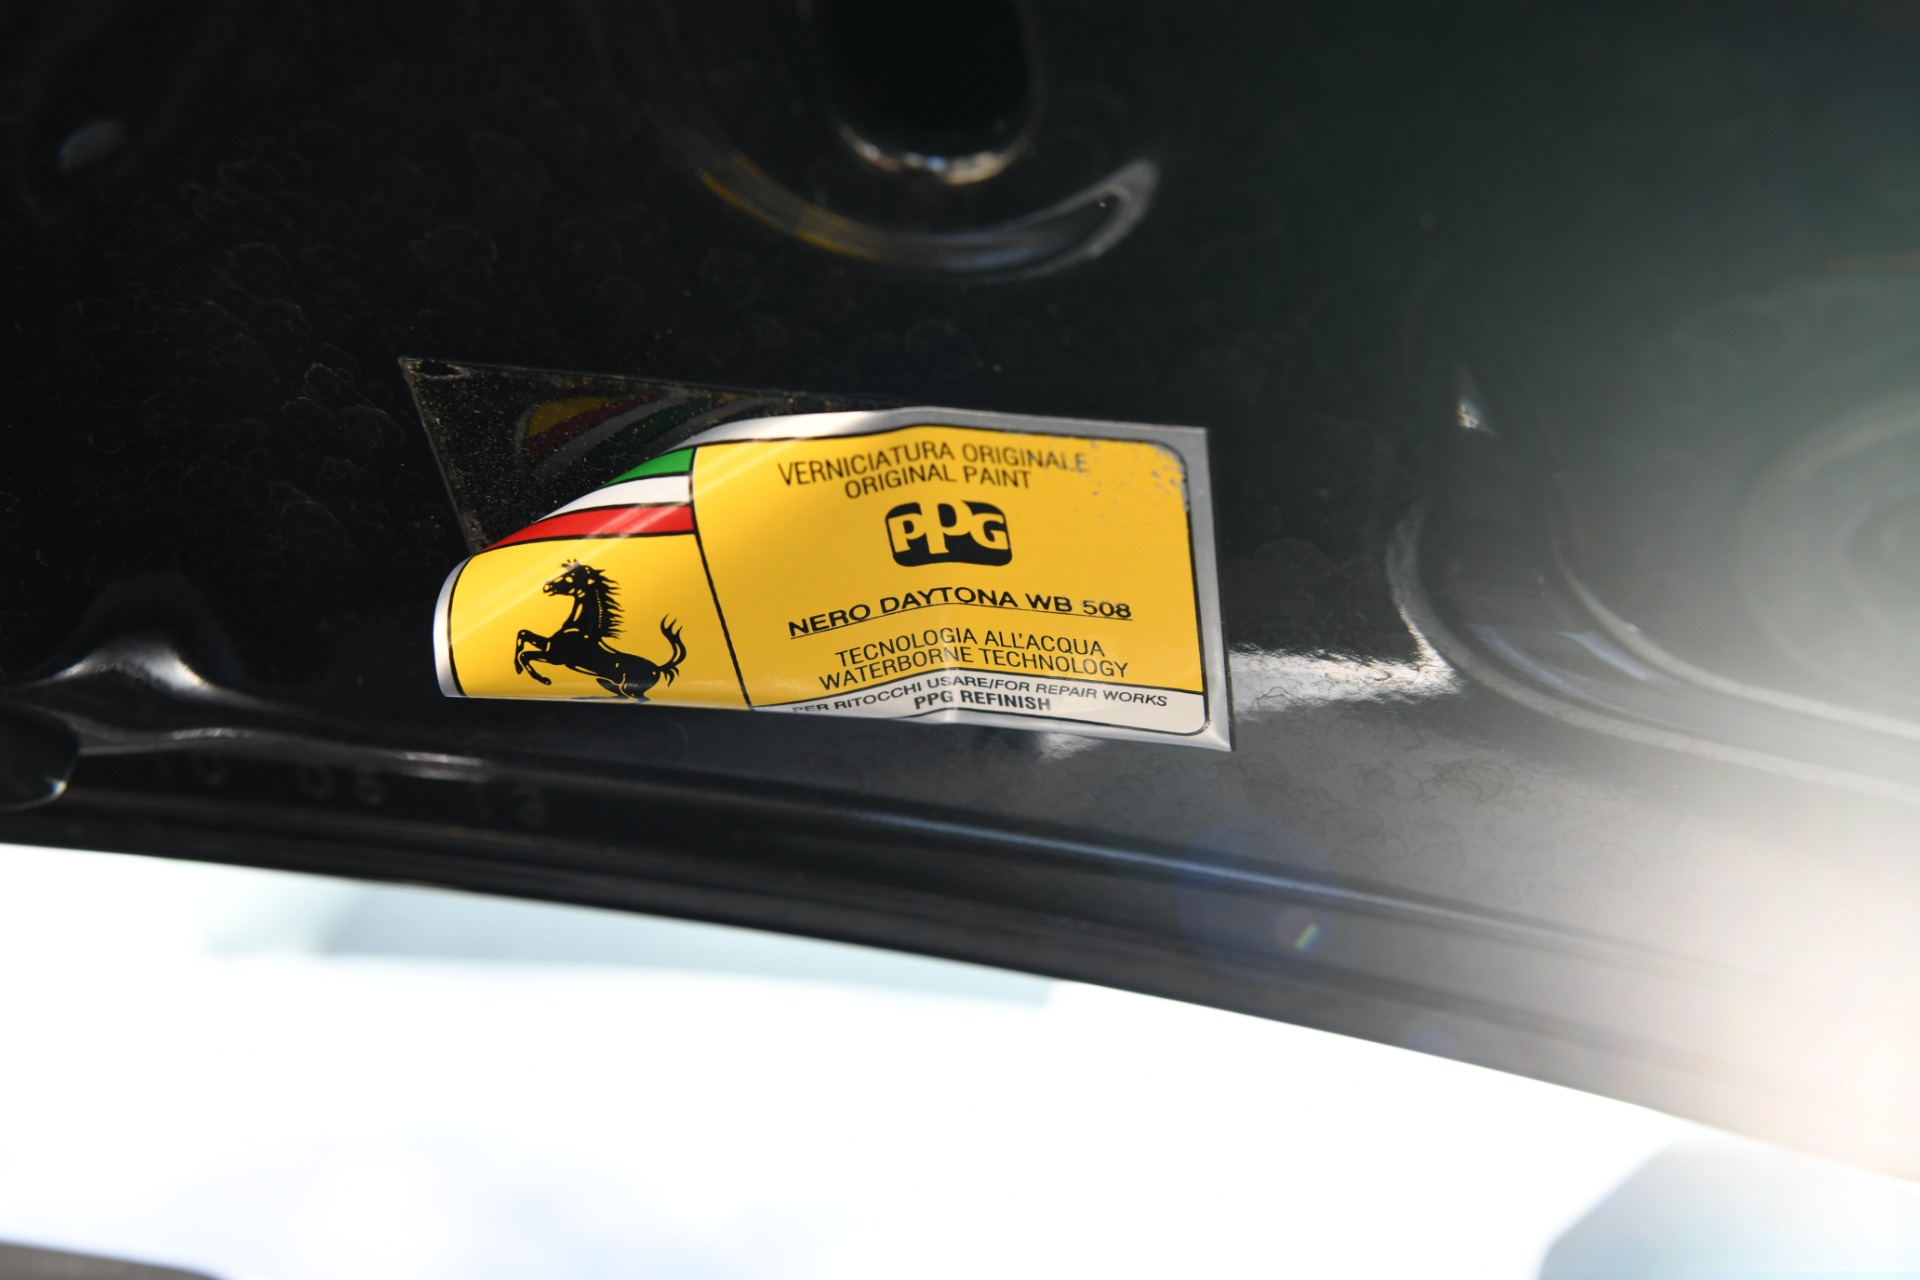 VERNICIATURA ORIGINALE
ORIGINAL PAINT
PPG
NERO DAYTONA WB 508
TECNOLOGIA ALL'ACQUA
WATERBORNE TECHNOLOGY
PER RITOCCHI USARE/FOR REPAIR WORKS
PPG REFINISH